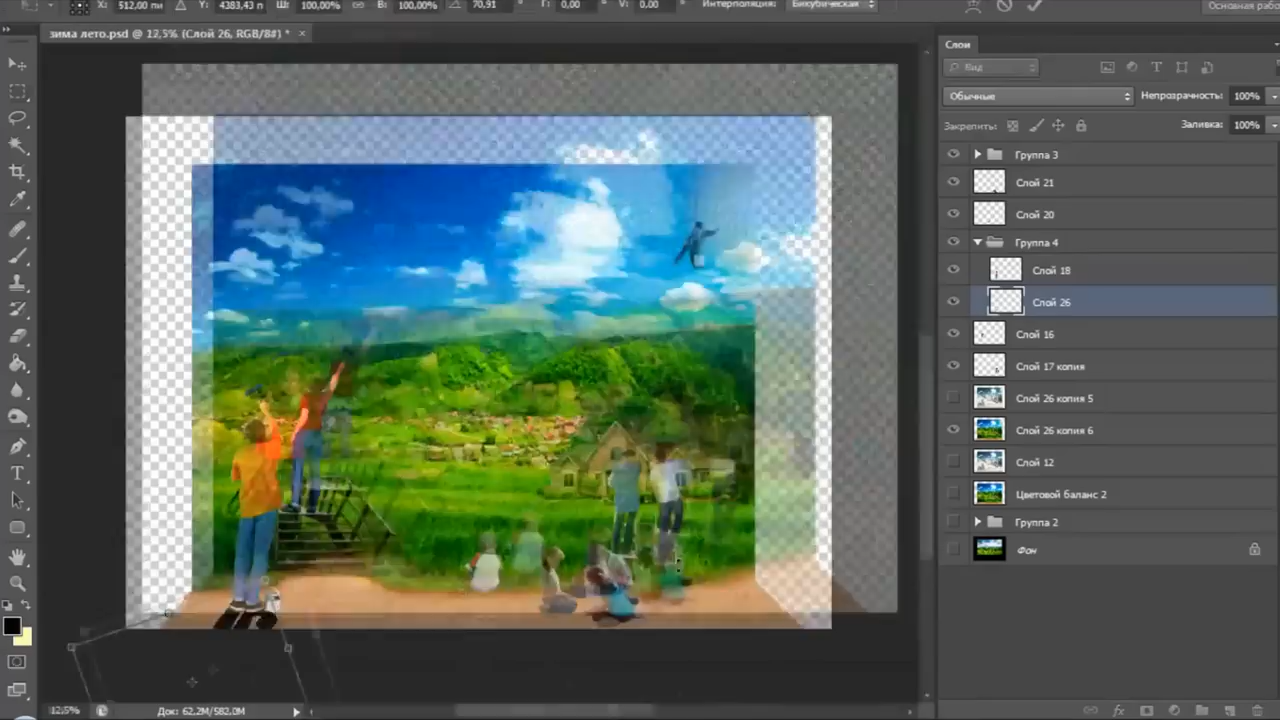 X: 512,00 пи Y: 4383,43 п Ш: 100,00% В: 100,00% 70,91 Г: 0,00 V: 0,00 Интерполяция: Бикубическая Основная рабо
зима лето.psd @ 12,5% (Слой 26, RGB/8#) * ×
Слои
Вид
Обычные Непрозрачность: 100%
Закрепить: Заливка: 100%
Группа 3
Слой 21
Слой 20
Группа 4
Слой 18
Слой 26
Слой 16
Слой 17 копия
Слой 26 копия 5
Слой 26 копия 6
Слой 12
Цветовой баланс 2
Группа 2
Фон
12,5% Док: 62,2M/582,0M